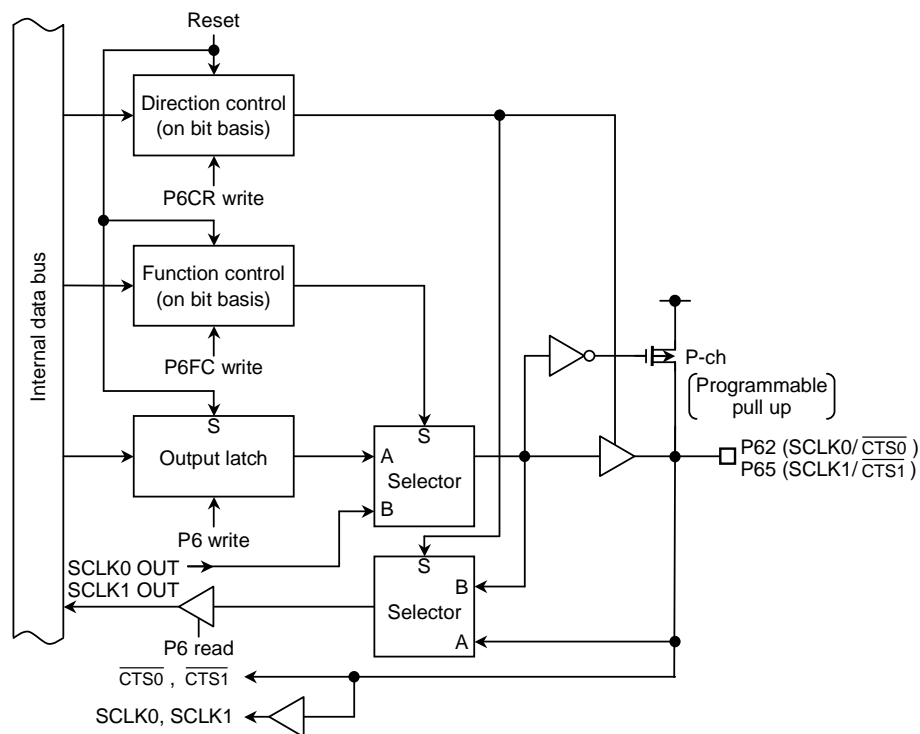 Reset
Direction control
(on bit basis)
P6CR write
Internal data bus
Function control
(on bit basis)
P6FC write
P-ch
Programmable
pull up
S
Output latch
P6 write
S
A
Selector
B
P62 (SCLK0/CTS0)
P65 (SCLK1/CTS1)
SCLK0 OUT
SCLK1 OUT
S
B
Selector
A
P6 read
CTS0 , CTS1
SCLK0, SCLK1